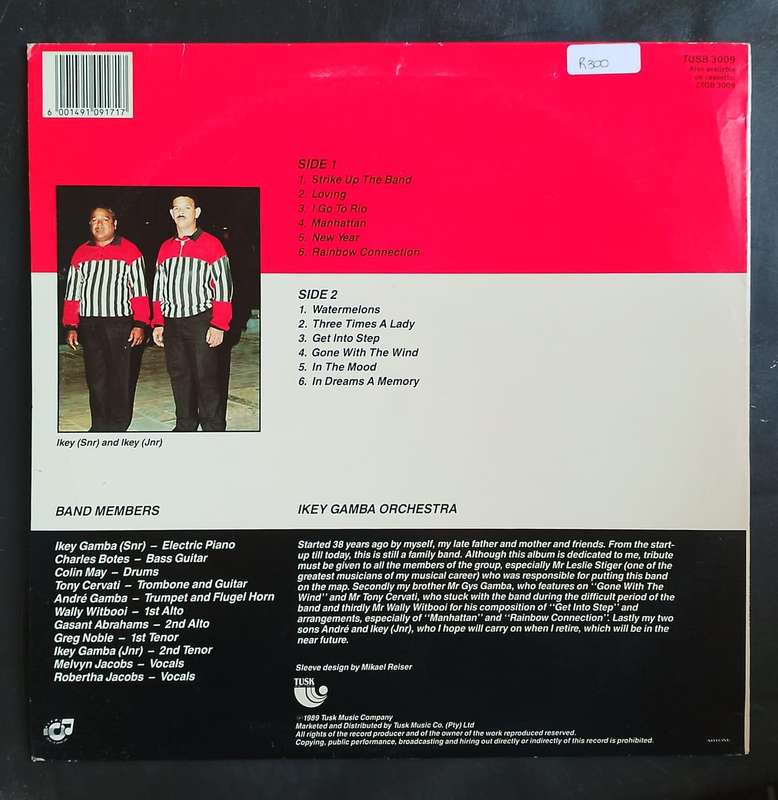 R300
TUSB 3009
Also available
on cassette
ZTGB 3009
6 001491 091717
SIDE 1
1. Strike Up The Band
2. Loving
3. I Go To Rio
4. Manhattan
5. New Year
6. Rainbow Connection
SIDE 2
1. Watermelons
2. Three Times A Lady
3. Get Into Step
4. Gone With The Wind
5. In The Mood
6. In Dreams A Memory
Ikey (Snr) and Ikey (Jnr)
BAND MEMBERS
Ikey Gamba (Snr) – Electric Piano
Charles Botes – Bass Guitar
Colin May – Drums
Tony Cervati – Trombone and Guitar
André Gamba – Trumpet and Flugel Horn
Wally Witbooi – 1st Alto
Gasant Abrahams – 2nd Alto
Greg Noble – 1st Tenor
Ikey Gamba (Jnr) – 2nd Tenor
Melvyn Jacobs – Vocals
Robertha Jacobs – Vocals
IKEY GAMBA ORCHESTRA
Started 38 years ago by myself, my late father and mother and friends. From the start-
up till today, this is still a family band. Although this album is dedicated to me, tribute
must be given to all the members of the group, especially Mr Leslie Stiger (one of the
greatest musicians of my musical career) who was responsible for putting this band
on the map. Secondly my brother Mr Gys Gamba, who features on "Gone With The
Wind" and Mr Tony Cervati, who stuck with the band during the difficult period of the
band and thirdly Mr Wally Witbooi for his composition of "Get Into Step" and
arrangements, especially of "Manhattan" and "Rainbow Connection". Lastly my two
sons André and Ikey (Jnr), who I hope will carry on when I retire, which will be in the
near future.
Sleeve design by Mikael Reiser
TUSK
℗1989 Tusk Music Company
Marketed and Distributed by Tusk Music Co. (Pty) Ltd
All rights of the record producer and of the owner of the work reproduced reserved.
Copying, public performance, broadcasting and hiring out directly or indirectly of this record is prohibited.